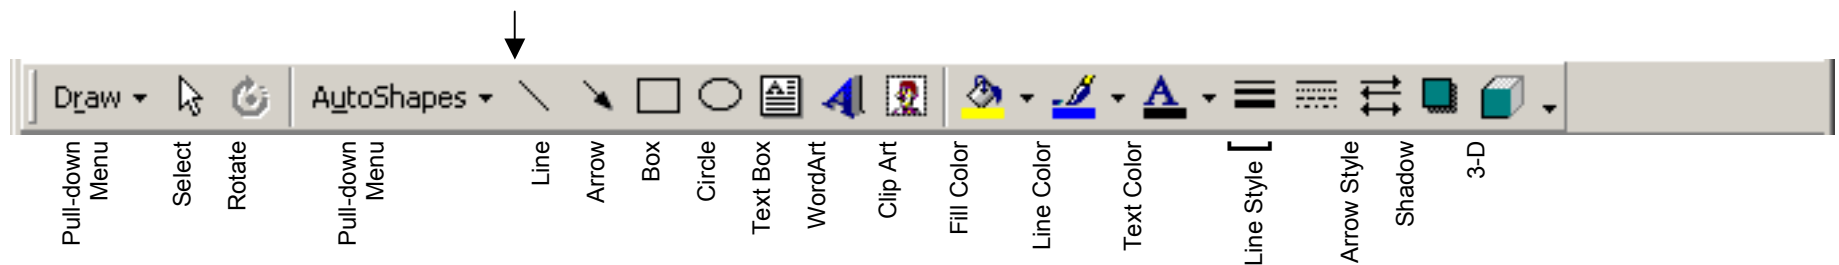 Draw
AutoShapes
Pull-down
Menu
Select
Rotate
Pull-down
Menu
Line
Arrow
Box
Circle
Text Box
WordArt
Clip Art
Fill Color
Line Color
Text Color
Line Style [
Arrow Style
Shadow
3-D